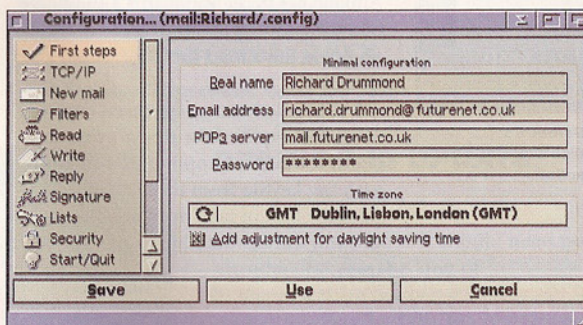 Configuration... (mail:Richard/.config)
First steps
TCP/IP
New mail
Filters
Read
Write
Reply
Signature
Lists
Security
Start/Quit
Minimal configuration
Real name Richard Drummond
Email address richard.drummond@futurenet.co.uk
POP3 server mail.futurenet.co.uk
Password ********
Time zone
GMT Dublin, Lisbon, London (GMT)
Add adjustment for daylight saving time
Save Use Cancel